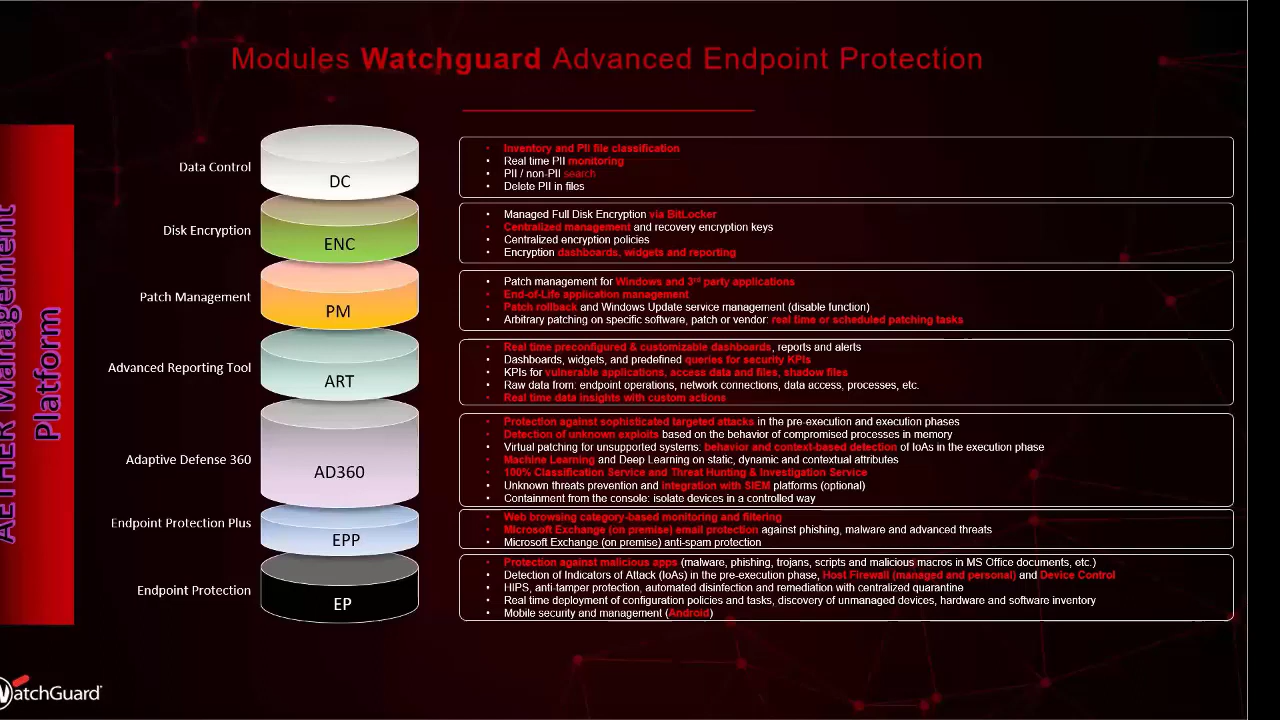 Modules Watchguard Advanced Endpoint Protection
AETHER Management
Platform
Data Control
DC
• Inventory and PII file classification
• Real time PII monitoring
• PII / non-PII search
• Delete PII in files
Disk Encryption
ENC
• Managed Full Disk Encryption via BitLocker
• Centralized management and recovery encryption keys
• Centralized encryption policies
• Encryption dashboards, widgets and reporting
Patch Management
PM
• Patch management for Windows and 3rd party applications
• End-of-Life application management
• Patch rollback and Windows Update service management (disable function)
• Arbitrary patching on specific software, patch or vendor: real time or scheduled patching tasks
Advanced Reporting Tool
ART
• Real time preconfigured & customizable dashboards, reports and alerts
• Dashboards, widgets, and predefined queries for security KPIs
• KPIs for vulnerable applications, access data and files, shadow files
• Raw data from: endpoint operations, network connections, data access, processes, etc.
• Real time data insights with custom actions
Adaptive Defense 360
AD360
• Protection against sophisticated targeted attacks in the pre-execution and execution phases
• Detection of unknown exploits based on the behavior of compromised processes in memory
• Virtual patching for unsupported systems: behavior and context-based detection of IoAs in the execution phase
• Machine Learning and Deep Learning on static, dynamic and contextual attributes
• 100% Classification Service and Threat Hunting & Investigation Service
• Unknown threats prevention and integration with SIEM platforms (optional)
• Containment from the console: isolate devices in a controlled way
Endpoint Protection Plus
EPP
• Web browsing category-based monitoring and filtering
• Microsoft Exchange (on premise) email protection against phishing, malware and advanced threats
• Microsoft Exchange (on premise) anti-spam protection
Endpoint Protection
EP
• Protection against malicious apps (malware, phishing, trojans, scripts and malicious macros in MS Office documents, etc.)
• Detection of Indicators of Attack (IoAs) in the pre-execution phase, Host Firewall (managed and personal) and Device Control
• HIPS, anti-tamper protection, automated disinfection and remediation with centralized quarantine
• Real time deployment of configuration policies and tasks, discovery of unmanaged devices, hardware and software inventory
• Mobile security and management (Android)
WatchGuard